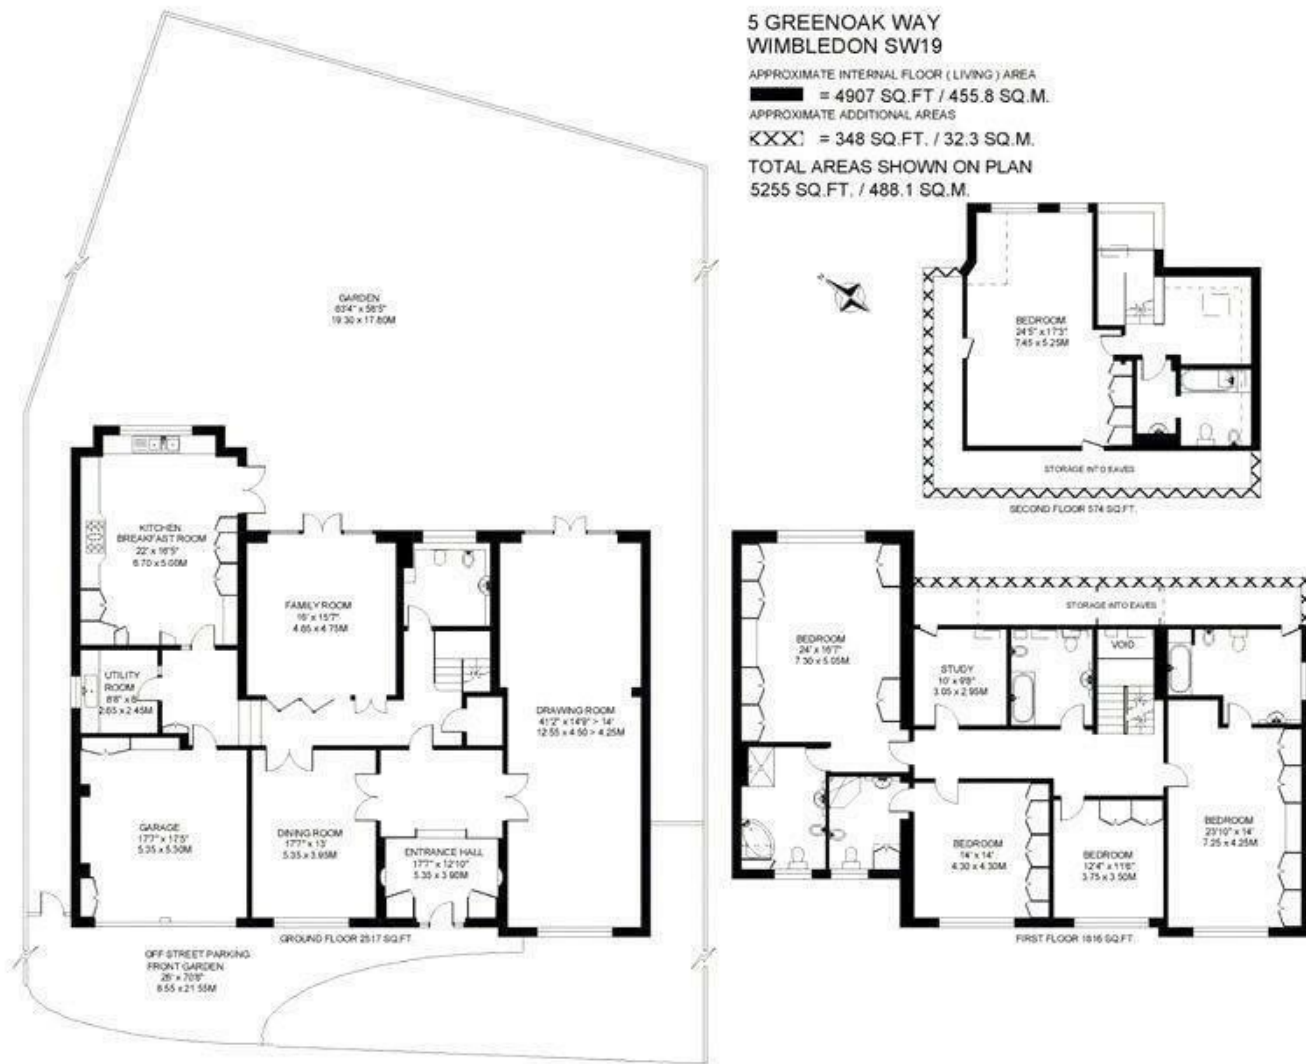 5 GREENOAK WAY
WIMBLEDON SW19
APPROXIMATE INTERNAL FLOOR ( LIVING ) AREA
= 4907 SQ.FT / 455.8 SQ.M.
APPROXIMATE ADDITIONAL AREAS
= 348 SQ.FT. / 32.3 SQ.M.
TOTAL AREAS SHOWN ON PLAN
5255 SQ.FT. / 488.1 SQ.M.
N
GARDEN
63'4" x 58'5"
19.30 x 17.80M
KITCHEN
BREAKFAST ROOM
22' x 16'5"
6.70 x 5.00M
FAMILY ROOM
16' x 15'7"
4.85 x 4.75M
UTILITY
ROOM
8'8" x 8'
2.65 x 2.45M
DRAWING ROOM
41'2" x 14'9" > 14'
12.55 x 4.50 > 4.25M
GARAGE
17'7" x 17'5"
5.35 x 5.30M
DINING ROOM
17'7" x 13'
5.35 x 3.95M
ENTRANCE HALL
17'7" x 12'10"
5.35 x 3.90M
GROUND FLOOR 2517 SQ.FT.
OFF STREET PARKING
FRONT GARDEN
28' x 70'8"
8.55 x 21.55M
BEDROOM
24'5" x 17'3"
7.45 x 5.25M
STORAGE INTO EAVES
SECOND FLOOR 574 SQ.FT.
STORAGE INTO EAVES
BEDROOM
24' x 16'7"
7.30 x 5.05M
STUDY
10' x 9'8"
3.05 x 2.95M
VOID
BEDROOM
14' x 14'
4.30 x 4.30M
BEDROOM
12'4" x 11'6"
3.75 x 3.50M
BEDROOM
23'10" x 14'
7.25 x 4.25M
FIRST FLOOR 1816 SQ.FT.